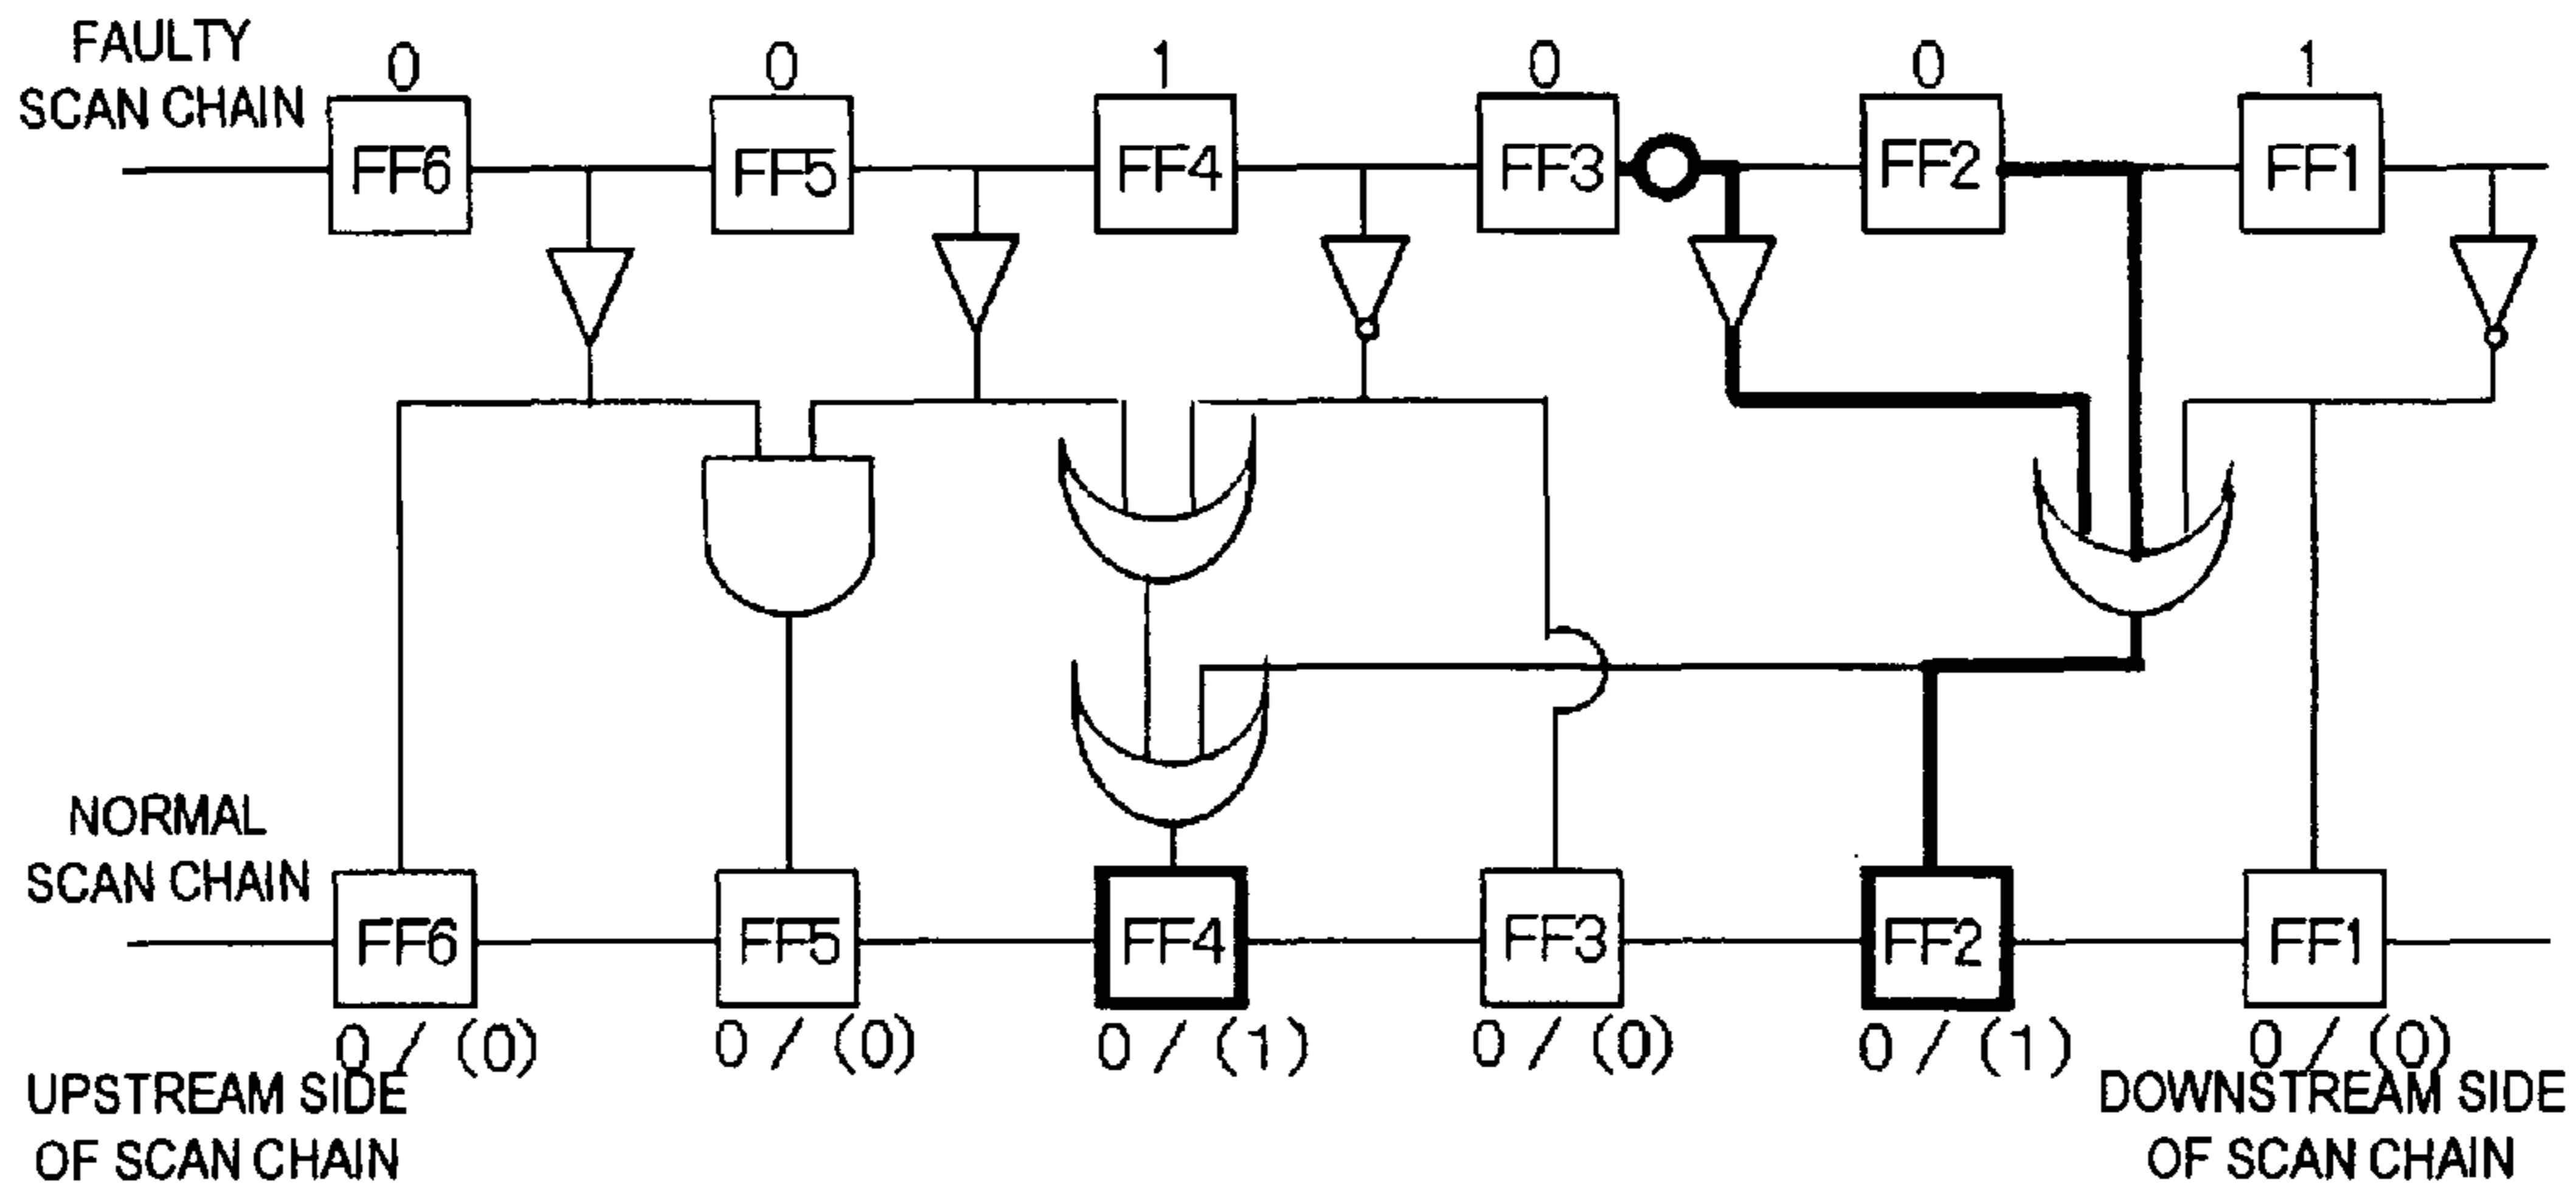 FAULTY
SCAN CHAIN
0 0 1 0 0 1
FF6 FF5 FF4 FF3 FF2 FF1
NORMAL
SCAN CHAIN
FF6 FF5 FF4 FF3 FF2 FF1
0 / (0) 0 / (0) 0 / (1) 0 / (0) 0 / (1) 0 / (0)
UPSTREAM SIDE
OF SCAN CHAIN
DOWNSTREAM SIDE
OF SCAN CHAIN